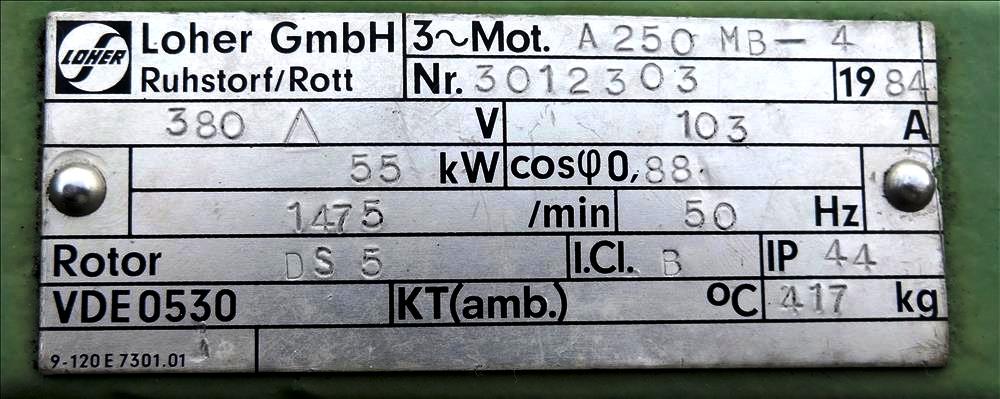 LOHER Loher GmbH 3~Mot. A 250 MB - 4
Ruhstorf/Rott Nr. 3012303 1984
380 △ V 103 A
55 kW cosφ 0,88
1475 /min 50 Hz
Rotor DS 5 I.Cl. B IP 44
VDE 0530 KT(amb.) °C 417 kg
9-120 E 7301.01